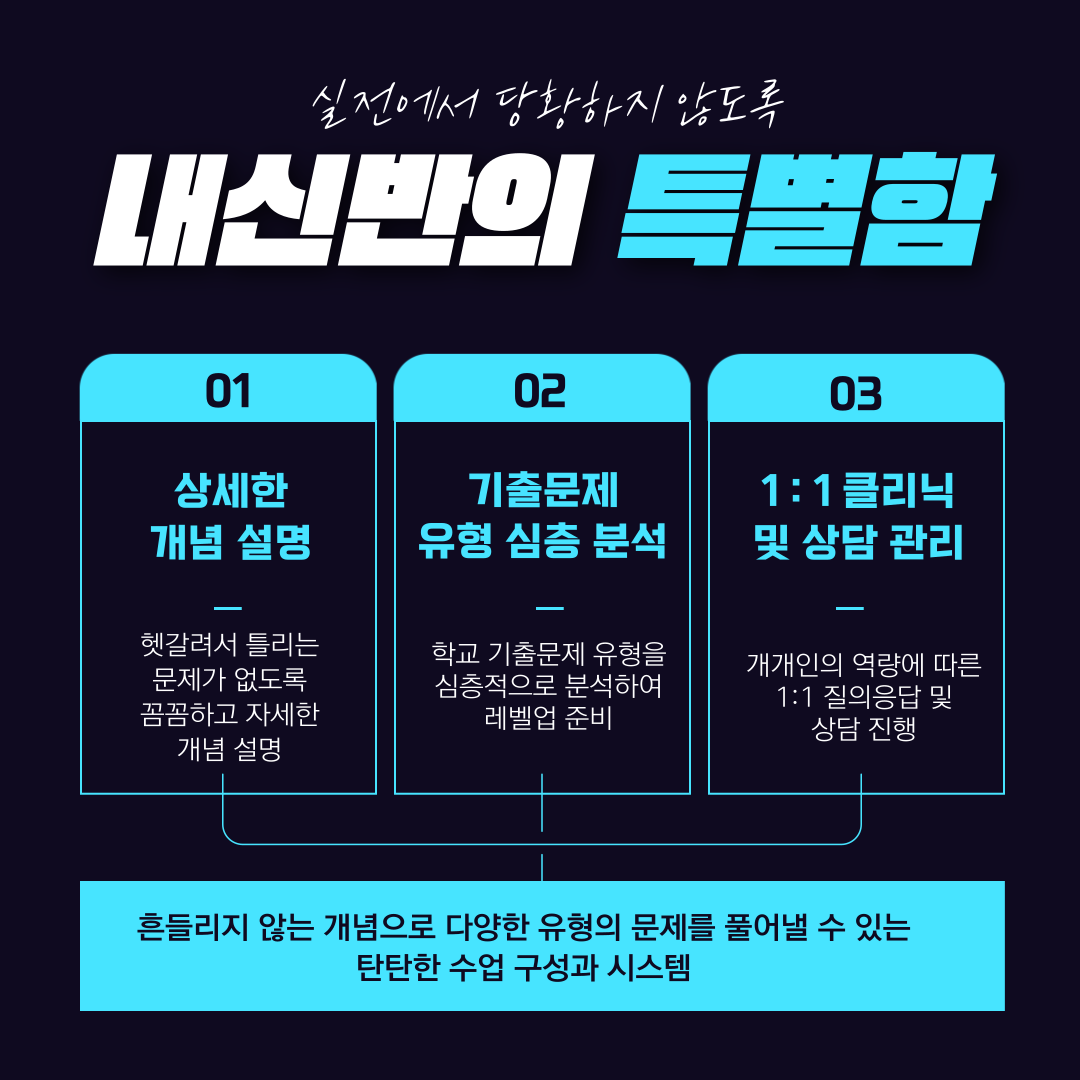 실전에서 당황하지 않도록
내신반의 특별함
01
상세한
개념 설명
헷갈려서 틀리는
문제가 없도록
꼼꼼하고 자세한
개념 설명
02
기출문제
유형 심층 분석
학교 기출문제 유형을
심층적으로 분석하여
레벨업 준비
03
1 : 1 클리닉
및 상담 관리
개개인의 역량에 따른
1:1 질의응답 및
상담 진행
흔들리지 않는 개념으로 다양한 유형의 문제를 풀어낼 수 있는
탄탄한 수업 구성과 시스템